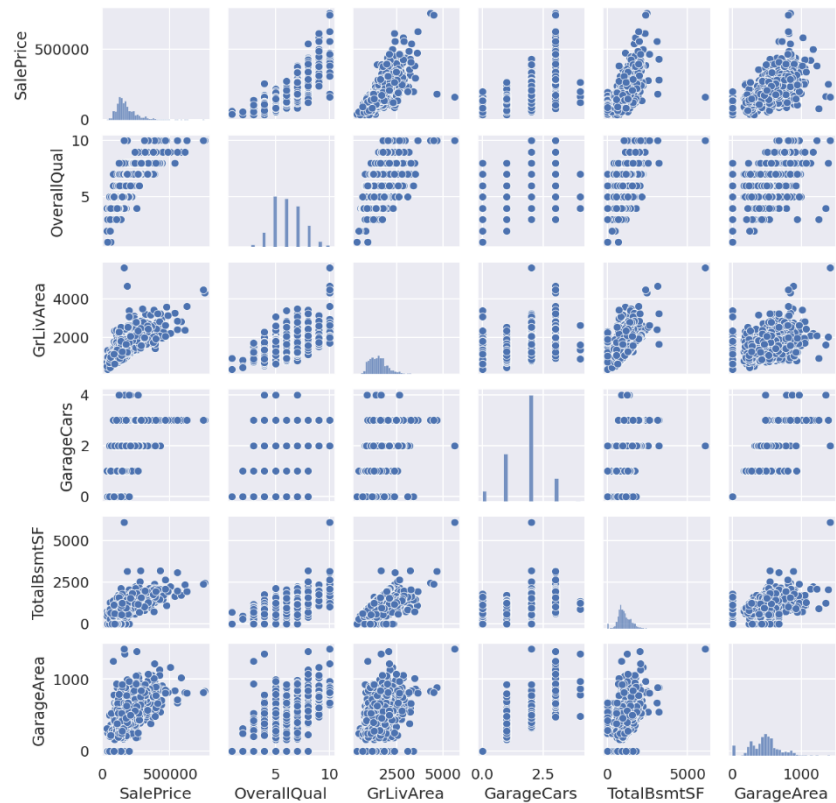 SalePrice
500000
0
OverallQual
10
5
GrLivArea
4000
2000
GarageCars
4
2
0
TotalBsmtSF
5000
2500
0
GarageArea
1000
0
0 500000 5 10 2500 5000 0.0 2.5 0 5000 0 1000
SalePrice OverallQual GrLivArea GarageCars TotalBsmtSF GarageArea